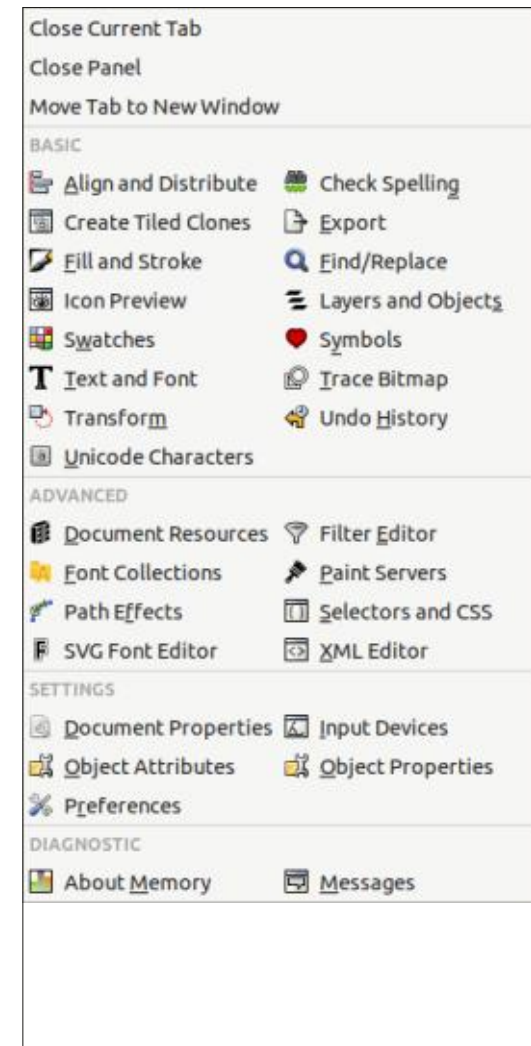 Close Current Tab
Close Panel
Move Tab to New Window
BASIC
Align and Distribute Check Spelling
Create Tiled Clones Export
Fill and Stroke Find/Replace
Icon Preview Layers and Objects
Swatches Symbols
Text and Font Trace Bitmap
Transform Undo History
Unicode Characters
ADVANCED
Document Resources Filter Editor
Font Collections Paint Servers
Path Effects Selectors and CSS
SVG Font Editor XML Editor
SETTINGS
Document Properties Input Devices
Object Attributes Object Properties
Preferences
DIAGNOSTIC
About Memory Messages